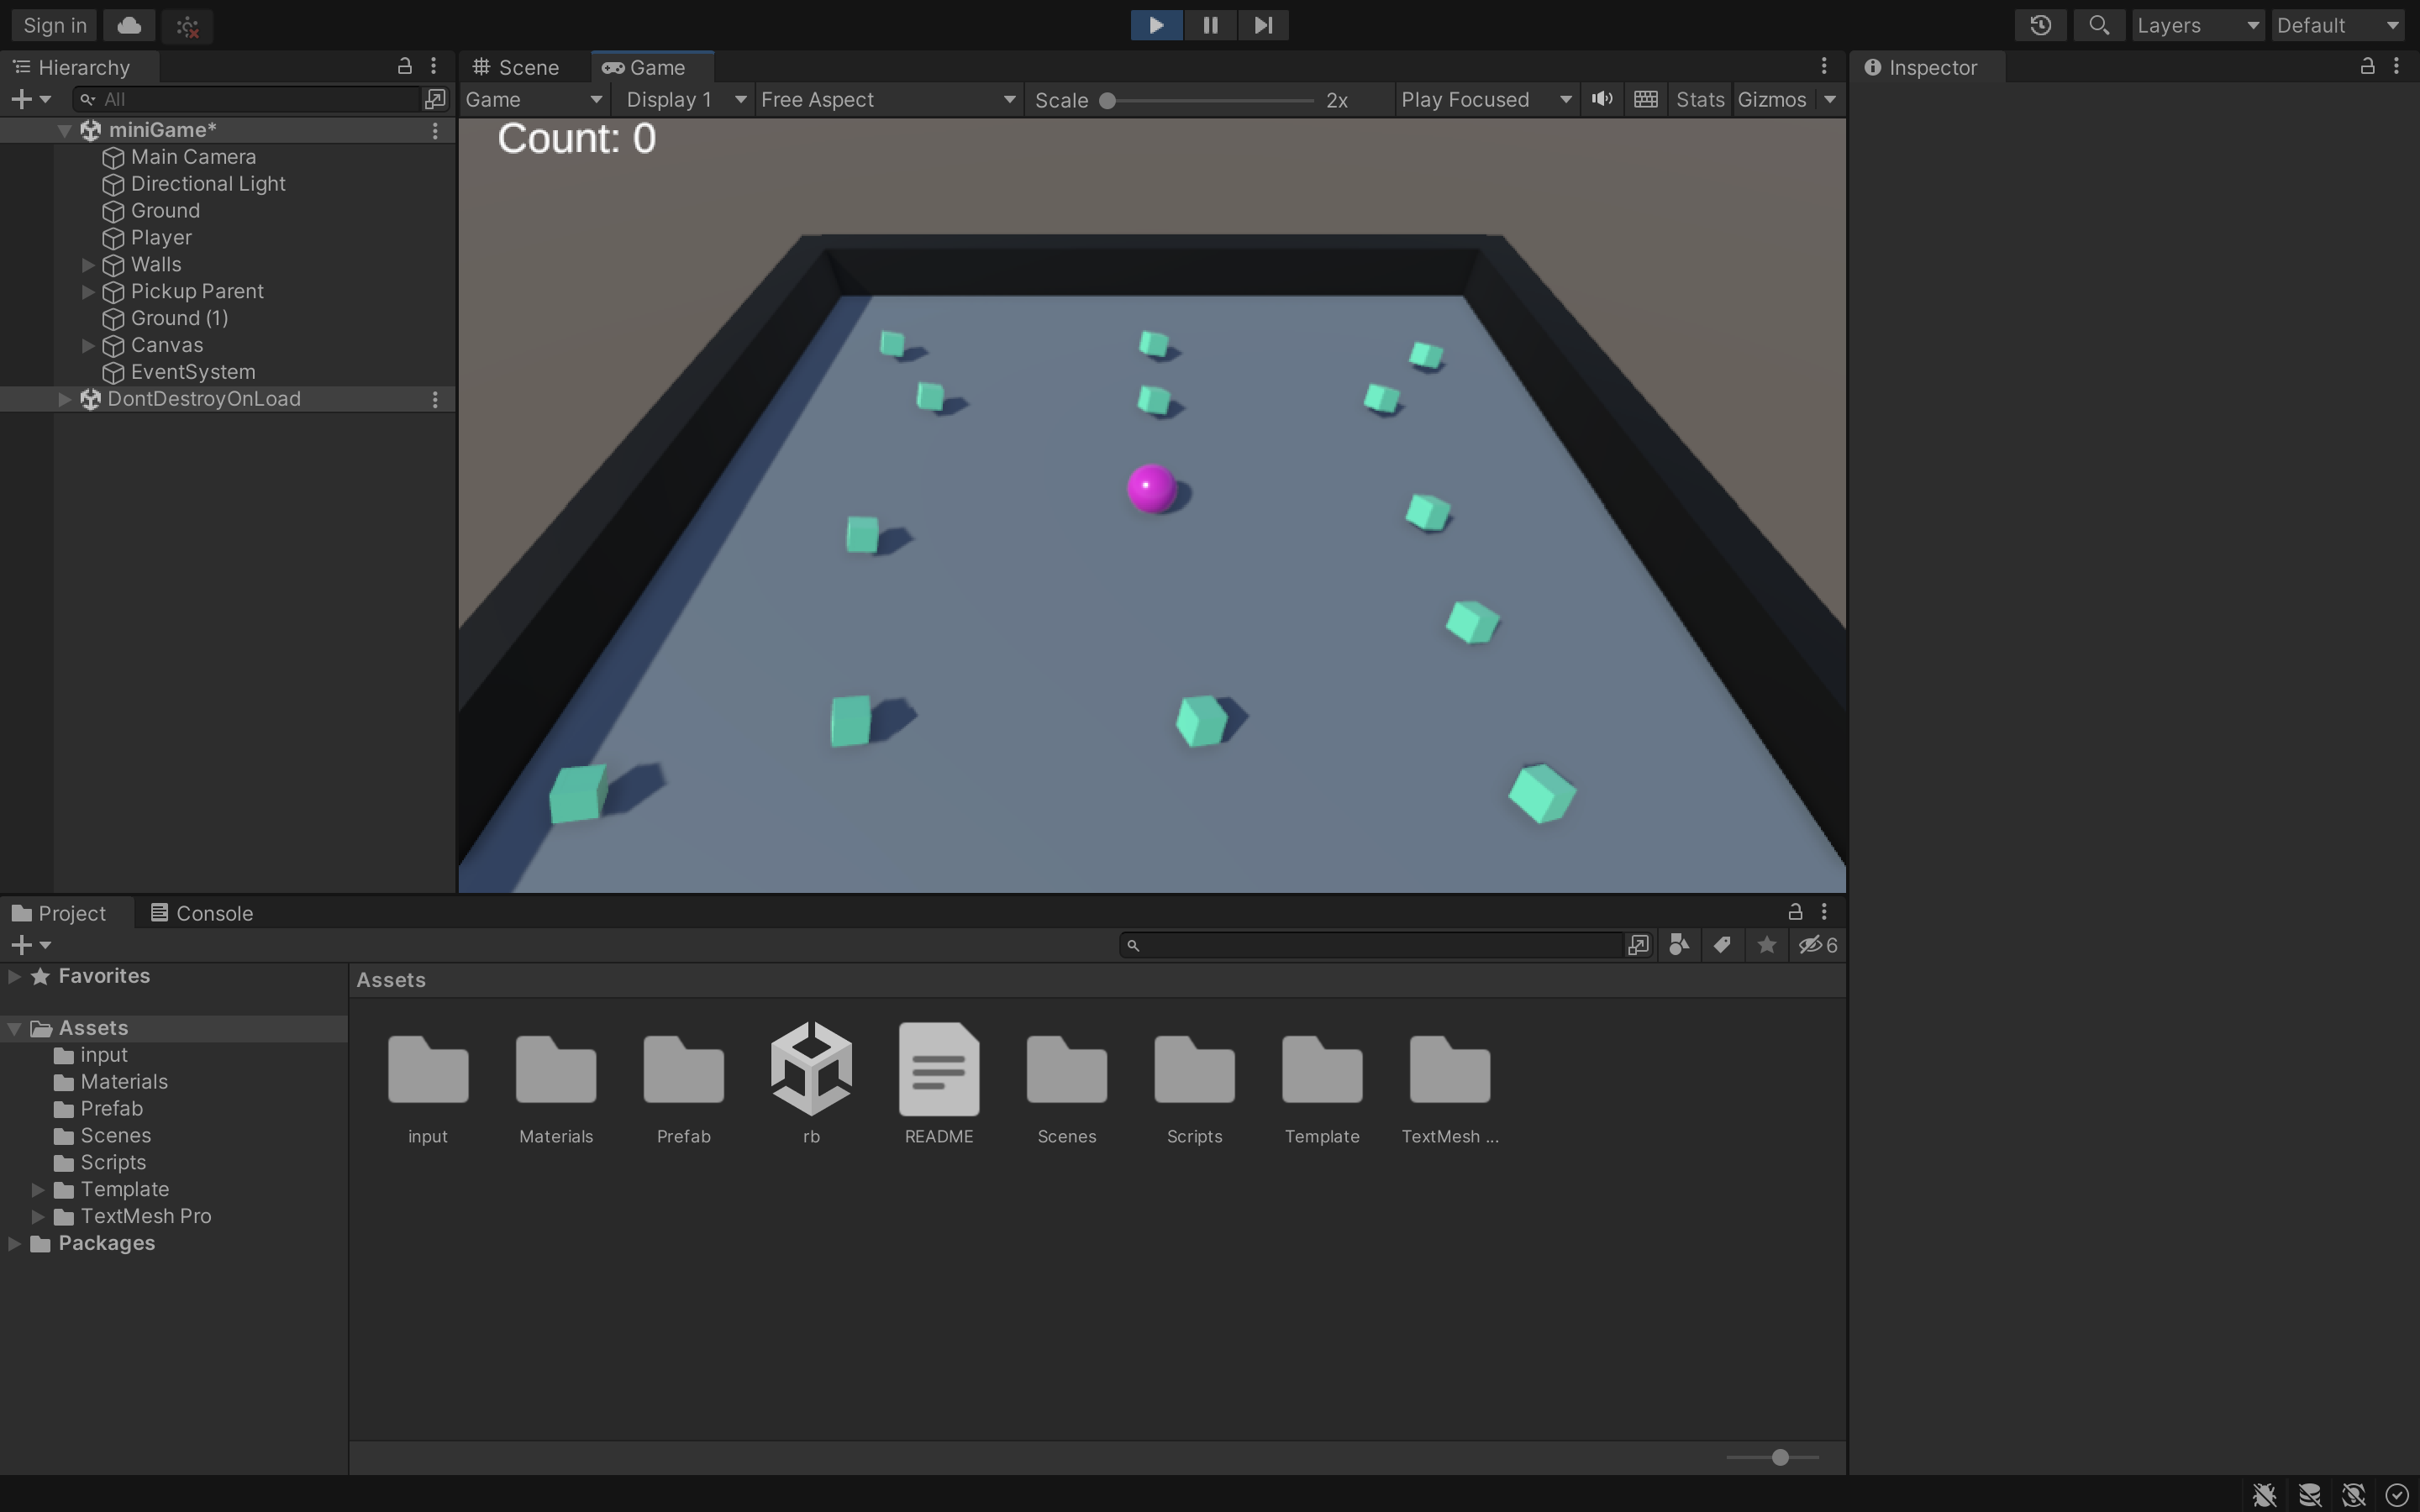 Sign in
Layers
Default
Hierarchy
Scene
Game
Inspector
All
Game
Display 1
Free Aspect
Scale
2x
Play Focused
Stats
Gizmos
miniGame*
Main Camera
Directional Light
Ground
Player
Walls
Pickup Parent
Ground (1)
Canvas
EventSystem
DontDestroyOnLoad
Count: 0
Project
Console
6
Favorites
Assets
input
Materials
Prefab
Scenes
Scripts
Template
TextMesh Pro
Packages
Assets
input
Materials
Prefab
rb
README
Scenes
Scripts
Template
TextMesh ...